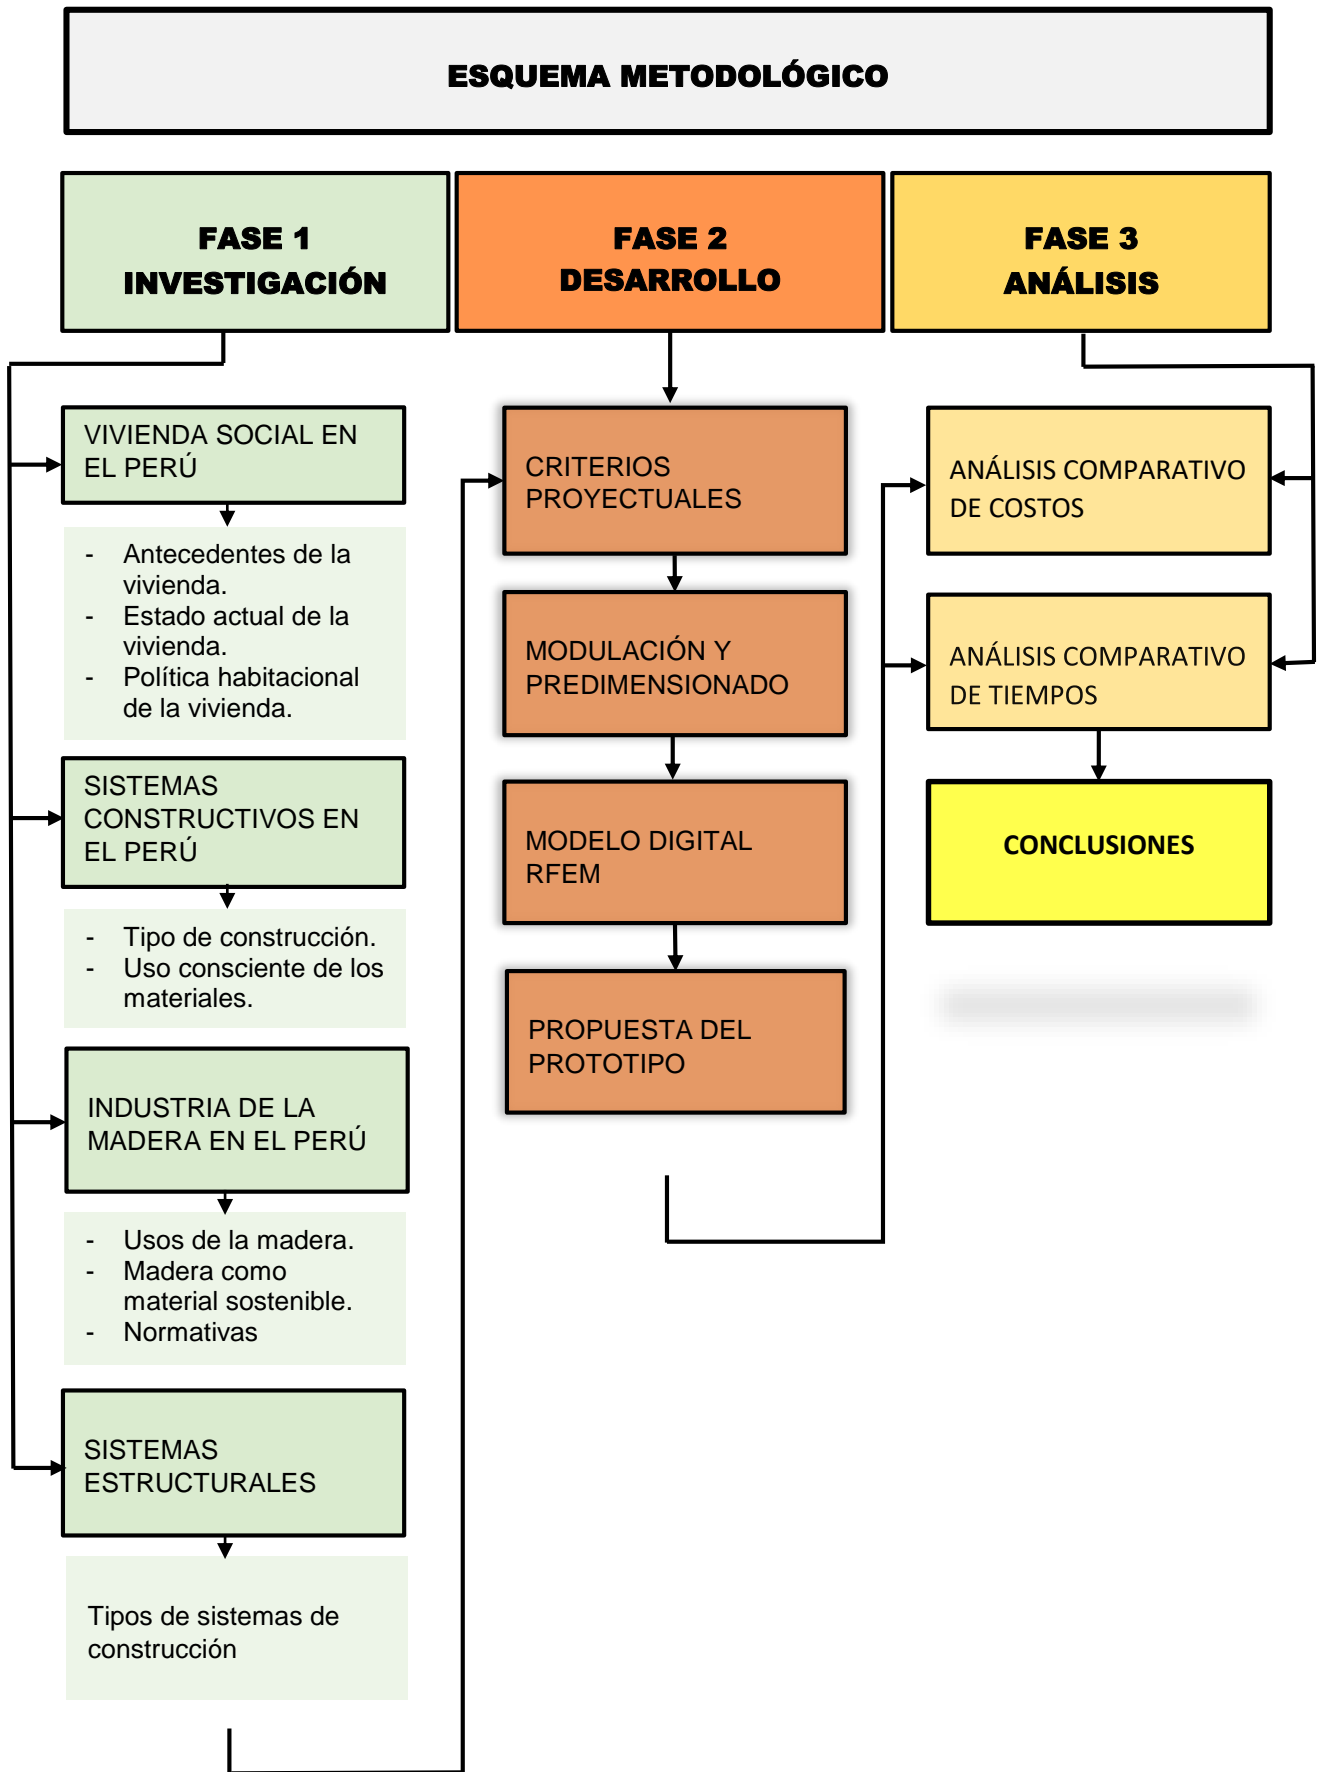 ESQUEMA METODOLÓGICO
FASE 1
INVESTIGACIÓN
VIVIENDA SOCIAL EN
EL PERÚ
- Antecedentes de la
vivienda.
- Estado actual de la
vivienda.
- Política habitacional
de la vivienda.
SISTEMAS
CONSTRUCTIVOS EN
EL PERÚ
- Tipo de construcción.
- Uso consciente de los
materiales.
INDUSTRIA DE LA
MADERA EN EL PERÚ
- Usos de la madera.
- Madera como
material sostenible.
- Normativas
SISTEMAS
ESTRUCTURALES
Tipos de sistemas de
construcción
FASE 2
DESARROLLO
CRITERIOS
PROYECTUALES
MODULACIÓN Y
PREDIMENSIONADO
MODELO DIGITAL
RFEM
PROPUESTA DEL
PROTOTIPO
FASE 3
ANÁLISIS
ANÁLISIS COMPARATIVO
DE COSTOS
ANÁLISIS COMPARATIVO
DE TIEMPOS
CONCLUSIONES